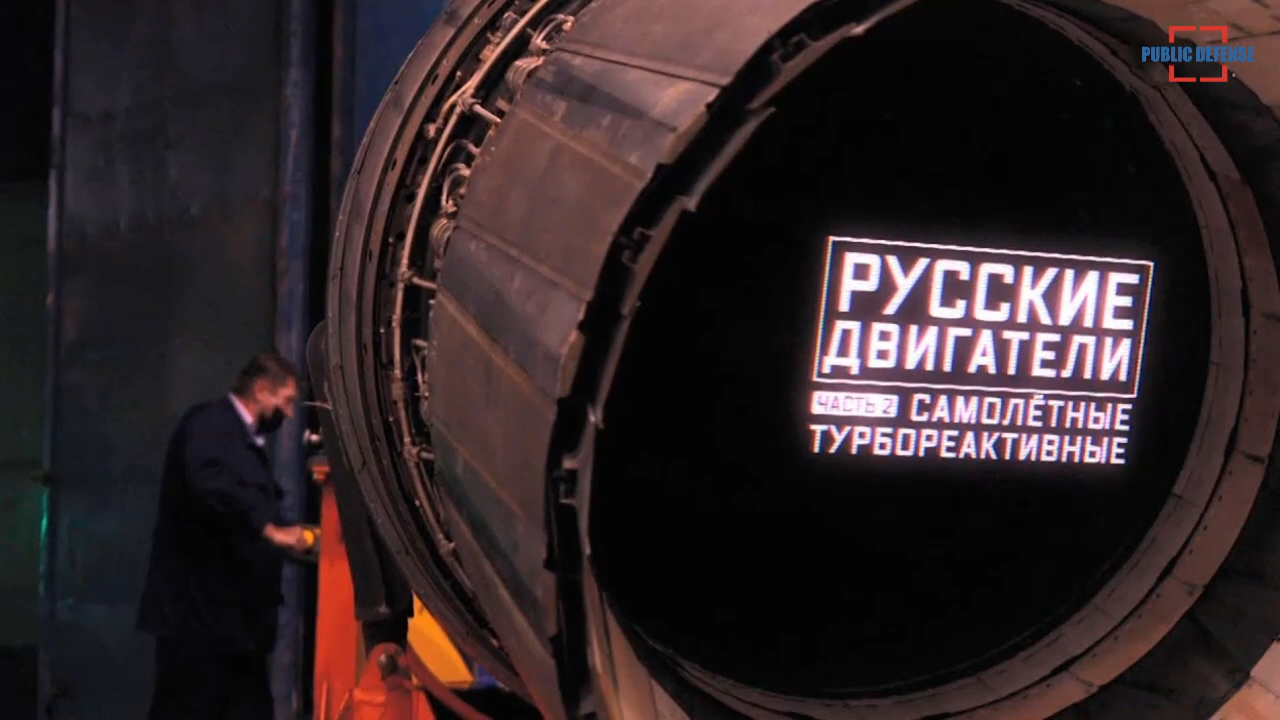 PUBLIC DEFENSE
РУССКИЕ
ДВИГАТЕЛИ
ЧАСТЬ 2 САМОЛЁТНЫЕ
ТУРБОРЕАКТИВНЫЕ